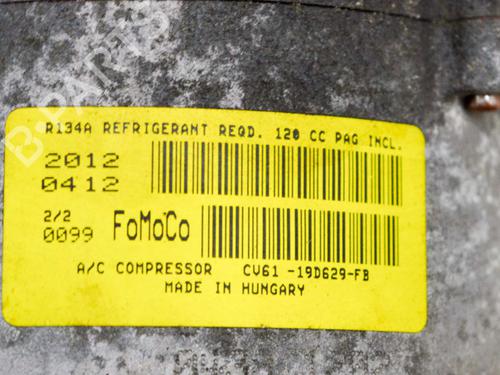 R134A REFRIGERANT REQD. 120 CC PAG INCL.
2012
0412
2/2
0099 FoMoCo
A/C COMPRESSOR CV61 -19D629-FB
MADE IN HUNGARY
B-PARTS